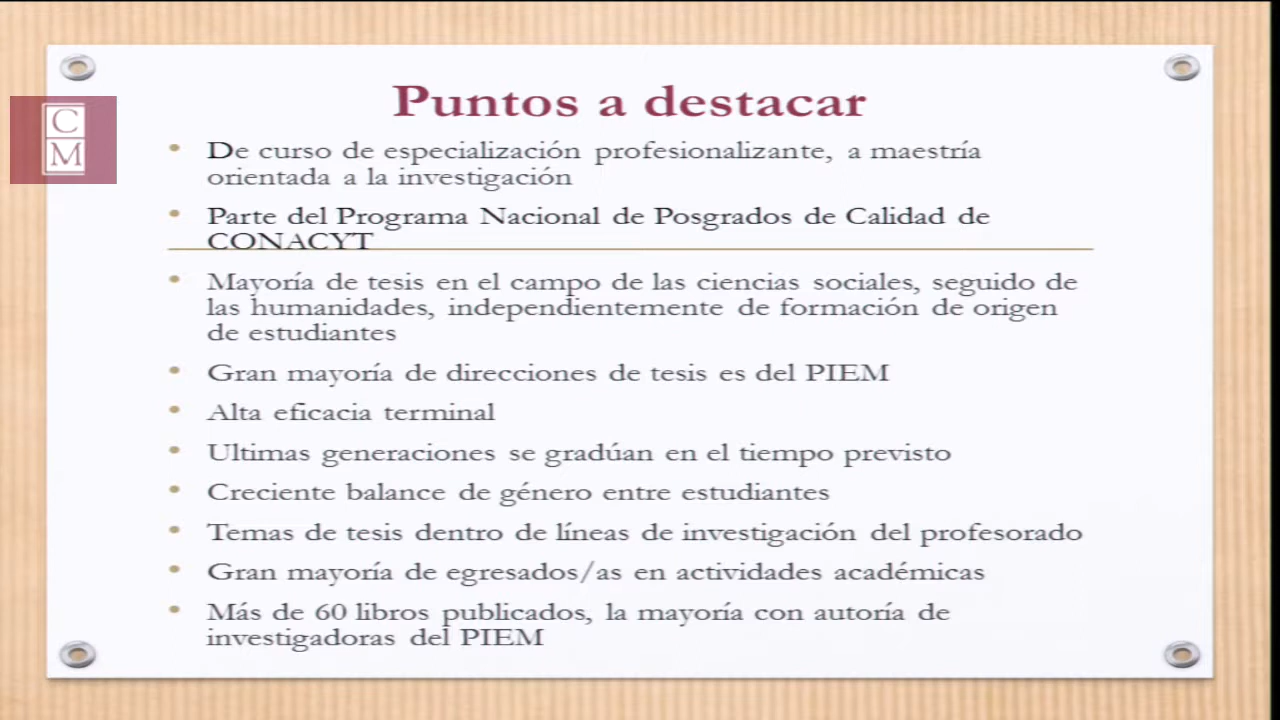 Puntos a destacar
C
M
De curso de especialización profesionalizante, a maestría
orientada a la investigación
Parte del Programa Nacional de Posgrados de Calidad de
CONACYT
Mayoría de tesis en el campo de las ciencias sociales, seguido de
las humanidades, independientemente de formación de origen
de estudiantes
Gran mayoría de direcciones de tesis es del PIEM
Alta eficacia terminal
Ultimas generaciones se gradúan en el tiempo previsto
Creciente balance de género entre estudiantes
Temas de tesis dentro de líneas de investigación del profesorado
Gran mayoría de egresados/as en actividades académicas
Más de 60 libros publicados, la mayoría con autoría de
investigadoras del PIEM